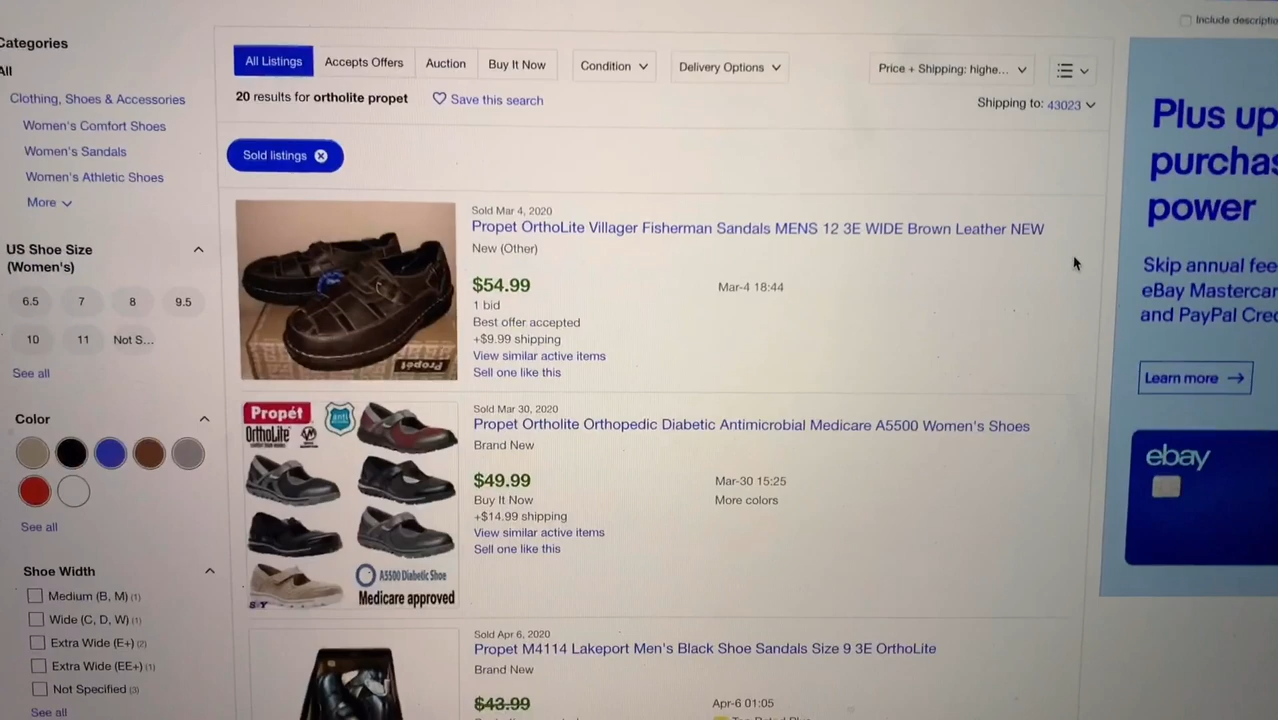 Include
Categories
All
Clothing, Shoes & Accessories
Women's Comfort Shoes
Women's Sandals
Women's Athletic Shoes
More
US Shoe Size
(Women's)
6.5 7 8 9.5
10 11 Not S...
See all
Color
See all
Shoe Width
Medium (B, M) (1)
Wide (C, D, W) (1)
Extra Wide (E+) (2)
Extra Wide (EE+) (1)
Not Specified (3)
See all
All Listings Accepts Offers Auction Buy It Now Condition Delivery Options Price + Shipping: highe...
20 results for ortholite propet Save this search
Shipping to: 43023
Sold listings
Sold Mar 4, 2020
Propet OrthoLite Villager Fisherman Sandals MENS 12 3E WIDE Brown Leather NEW
New (Other)
$54.99 Mar-4 18:44
1 bid
Best offer accepted
+$9.99 shipping
View similar active items
Sell one like this
Propét
Sold Mar 30, 2020
Propet Ortholite Orthopedic Diabetic Antimicrobial Medicare A5500 Women's Shoes
Brand New
$49.99 Mar-30 15:25
Buy It Now More colors
+$14.99 shipping
View similar active items
Sell one like this
Propét
OrthoLite
anti
A5500 Diabetic Shoe
Medicare approved
Sold Apr 6, 2020
Propet M4114 Lakeport Men's Black Shoe Sandals Size 9 3E OrthoLite
Brand New
$43.99 Apr-6 01:05
Plus up
power
Skip annual
eBay
and PayPal
Learn more
ebay